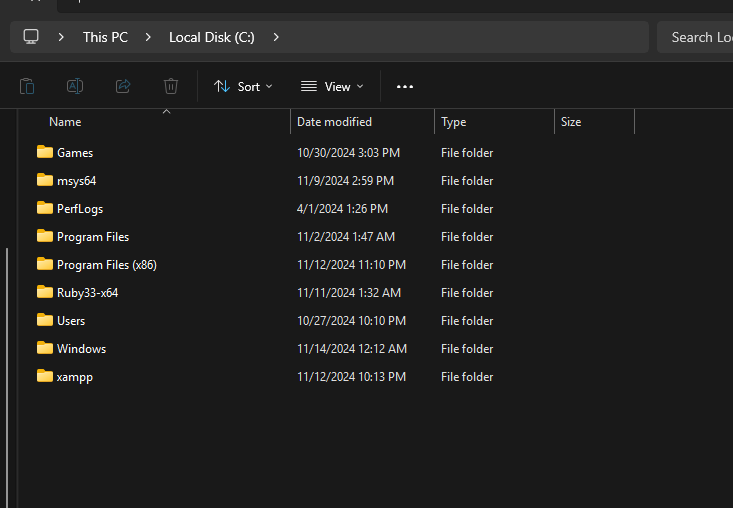 This PC Local Disk (C:) Search Loc
Sort View
Name Date modified Type Size
Games 10/30/2024 3:03 PM File folder
msys64 11/9/2024 2:59 PM File folder
PerfLogs 4/1/2024 1:26 PM File folder
Program Files 11/2/2024 1:47 AM File folder
Program Files (x86) 11/12/2024 11:10 PM File folder
Ruby33-x64 11/11/2024 1:32 AM File folder
Users 10/27/2024 10:10 PM File folder
Windows 11/14/2024 12:12 AM File folder
xampp 11/12/2024 10:13 PM File folder